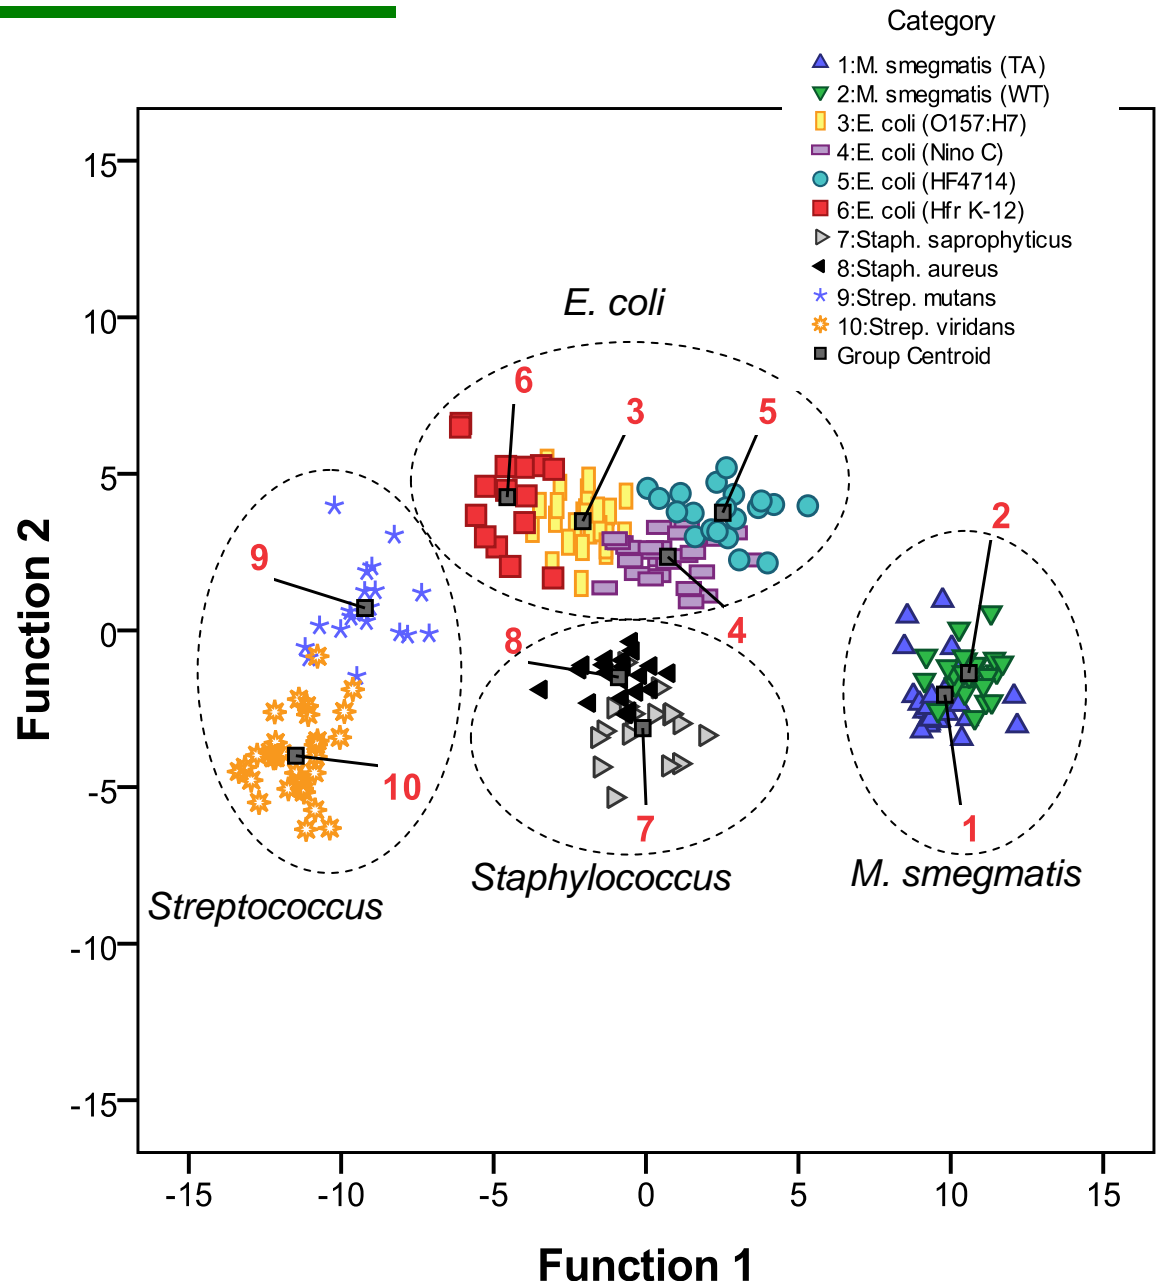 Category
1:M. smegmatis (TA)
2:M. smegmatis (WT)
3:E. coli (O157:H7)
4:E. coli (Nino C)
5:E. coli (HF4714)
6:E. coli (Hfr K-12)
7:Staph. saprophyticus
8:Staph. aureus
9:Strep. mutans
10:Strep. viridans
Group Centroid
15
10
5
0
-5
-10
-15
Function 2
E. coli
6
3
5
2
9
8
4
10
7
1
Streptococcus
Staphylococcus
M. smegmatis
-15
-10
-5
0
5
10
15
Function 1